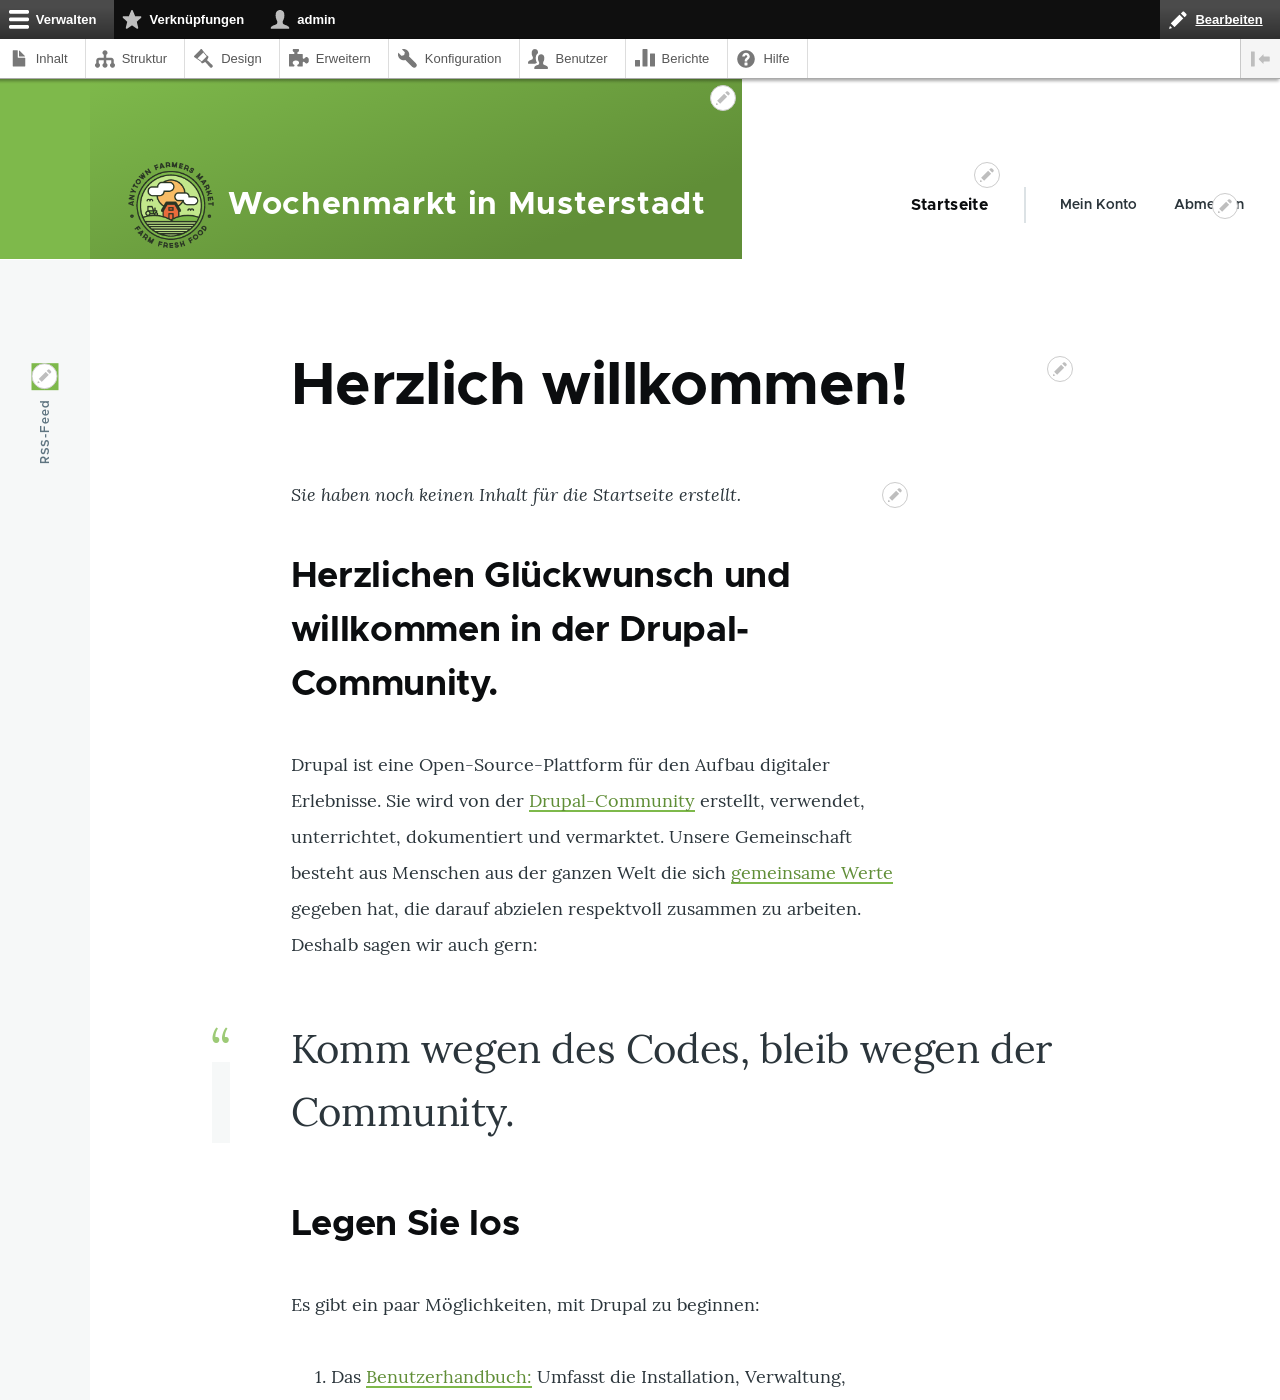 Verwalten Verknüpfungen admin Bearbeiten
Inhalt Struktur Design Erweitern Konfiguration Benutzer Berichte Hilfe
ANYTOWN FARMERS MARKET
FARM FRESH FOOD
Wochenmarkt in Musterstadt
Startseite Mein Konto
RSS-Feed
Herzlich willkommen!
Sie haben noch keinen Inhalt für die Startseite erstellt.
Herzlichen Glückwunsch und
willkommen in der Drupal-
Community.
Drupal ist eine Open-Source-Plattform für den Aufbau digitaler
Erlebnisse. Sie wird von der Drupal-Community erstellt, verwendet,
unterrichtet, dokumentiert und vermarktet. Unsere Gemeinschaft
besteht aus Menschen aus der ganzen Welt die sich gemeinsame Werte
gegeben hat, die darauf abzielen respektvoll zusammen zu arbeiten.
Deshalb sagen wir auch gern:
“
Komm wegen des Codes, bleib wegen der
Community.
Legen Sie los
Es gibt ein paar Möglichkeiten, mit Drupal zu beginnen:
1. Das Benutzerhandbuch: Umfasst die Installation, Verwaltung,